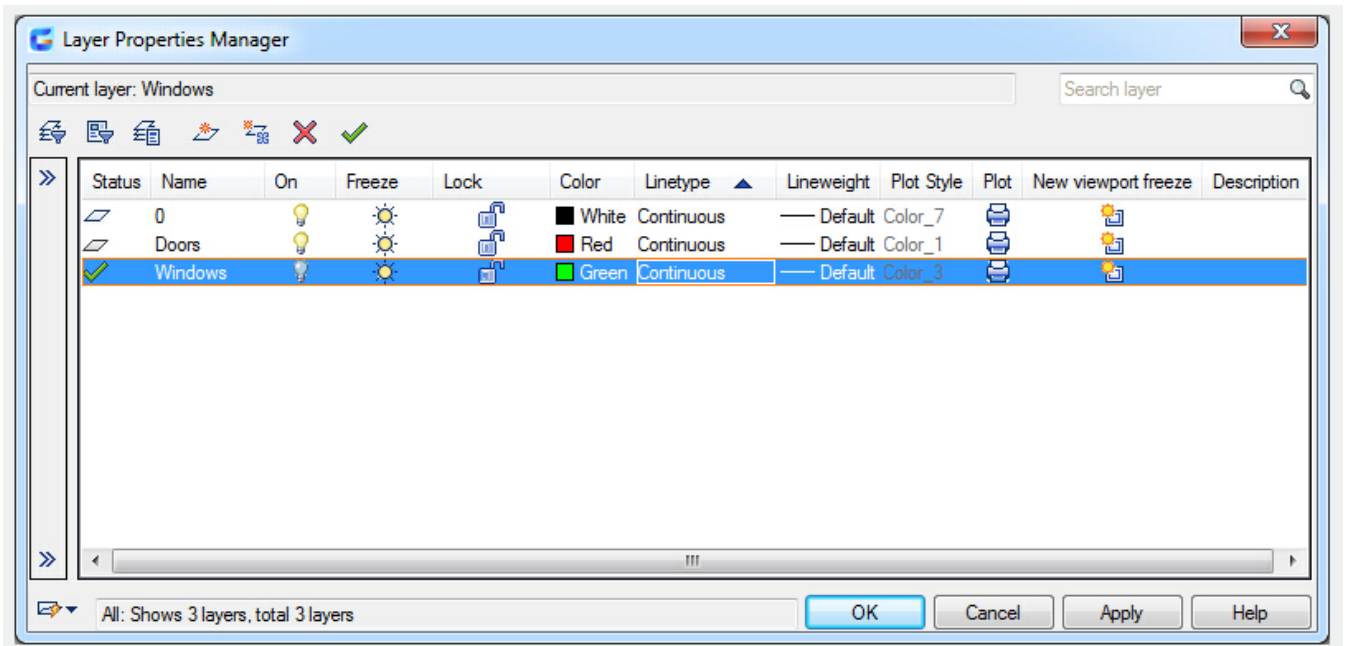 Layer Properties Manager
Current layer: Windows
Search layer
Status Name On Freeze Lock Color Linetype Lineweight Plot Style Plot New viewport freeze Description
0 White Continuous Default Color_7
Doors Red Continuous Default Color_1
Windows Green Continuous Default Color_3
All: Shows 3 layers, total 3 layers
OK Cancel Apply Help